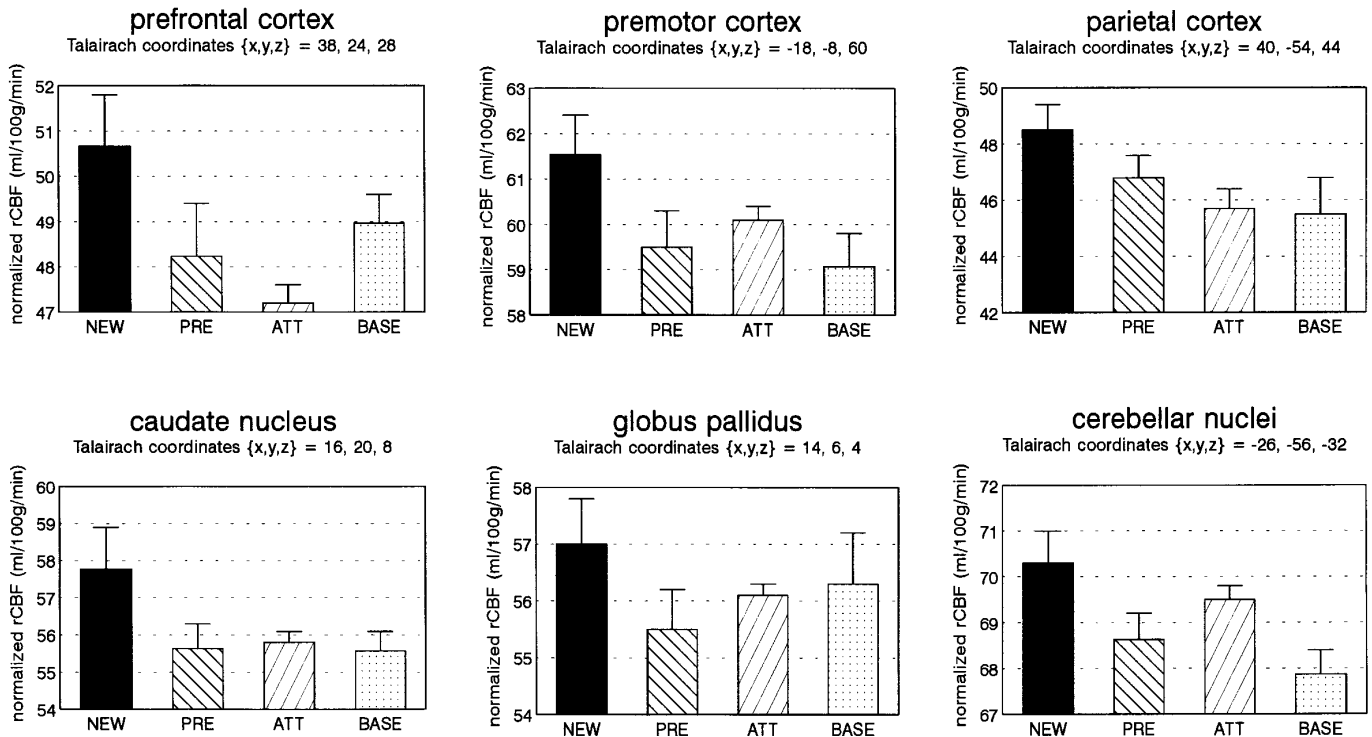 prefrontal cortex
Talairach coordinates {x,y,z} = 38, 24, 28
normalized rCBF (ml/100g/min)
52
51
50
49
48
47
NEW PRE ATT BASE
premotor cortex
Talairach coordinates {x,y,z} = -18, -8, 60
normalized rCBF (ml/100g/min)
63
62
61
60
59
58
NEW PRE ATT BASE
parietal cortex
Talairach coordinates {x,y,z} = 40, -54, 44
normalized rCBF (ml/100g/min)
50
48
46
44
42
NEW PRE ATT BASE
caudate nucleus
Talairach coordinates {x,y,z} = 16, 20, 8
normalized rCBF (ml/100g/min)
60
59
58
57
56
55
54
NEW PRE ATT BASE
globus pallidus
Talairach coordinates {x,y,z} = 14, 6, 4
normalized rCBF (ml/100g/min)
58
57
56
55
54
NEW PRE ATT BASE
cerebellar nuclei
Talairach coordinates {x,y,z} = -26, -56, -32
normalized rCBF (ml/100g/min)
72
71
70
69
68
67
NEW PRE ATT BASE